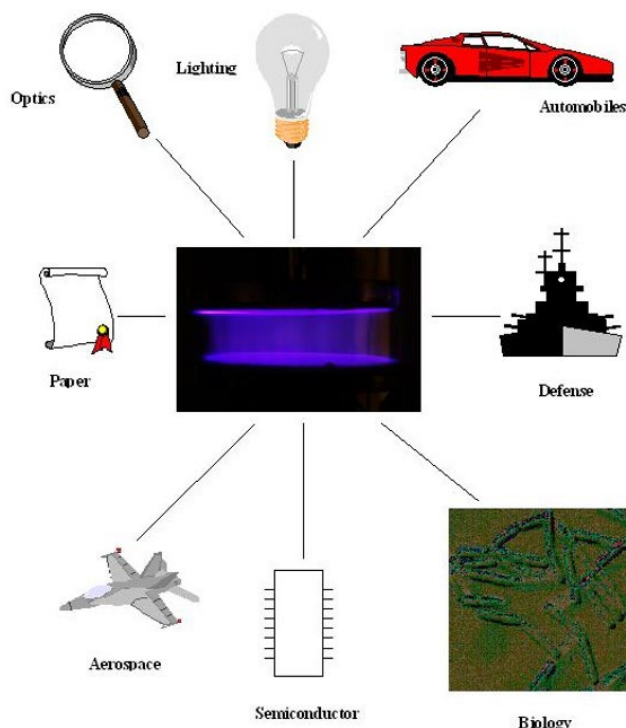 Lighting
Optics
Automobiles
Paper
Defense
Aerospace
Semiconductor
Biology